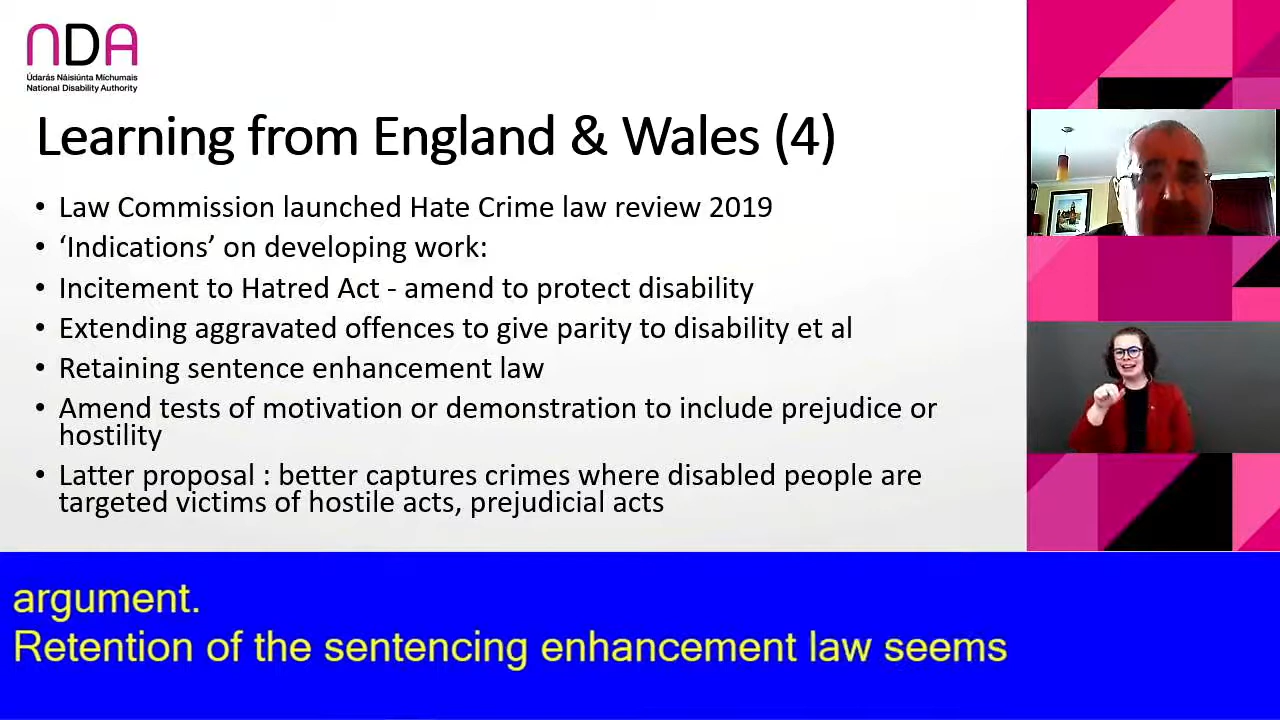 NDA
Údarás Náisiúnta Míchumais
National Disability Authority
Learning from England & Wales (4)
• Law Commission launched Hate Crime law review 2019
• ‘Indications’ on developing work:
• Incitement to Hatred Act - amend to protect disability
• Extending aggravated offences to give parity to disability et al
• Retaining sentence enhancement law
• Amend tests of motivation or demonstration to include prejudice or
hostility
• Latter proposal : better captures crimes where disabled people are
targeted victims of hostile acts, prejudicial acts
argument.
Retention of the sentencing enhancement law seems